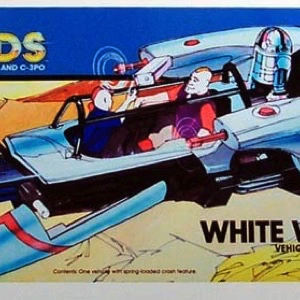 DS
AND C-3PO
WHITE W
VEHIC
Contents One vehicle with spring-loaded crash feature.